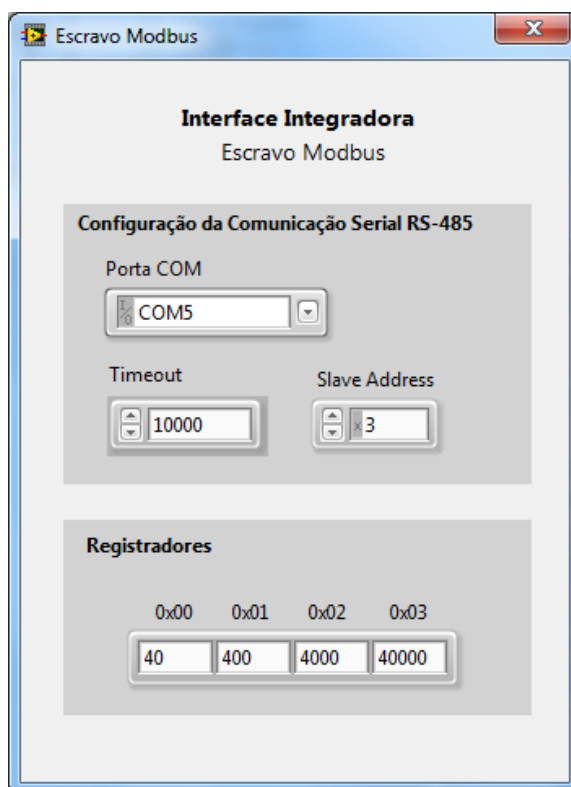 Escravo Modbus
Interface Integradora
Escravo Modbus
Configuração da Comunicação Serial RS-485
Porta COM
I/O COM5
Timeout Slave Address
10000 x 3
Registradores
0x00 0x01 0x02 0x03
40 400 4000 40000